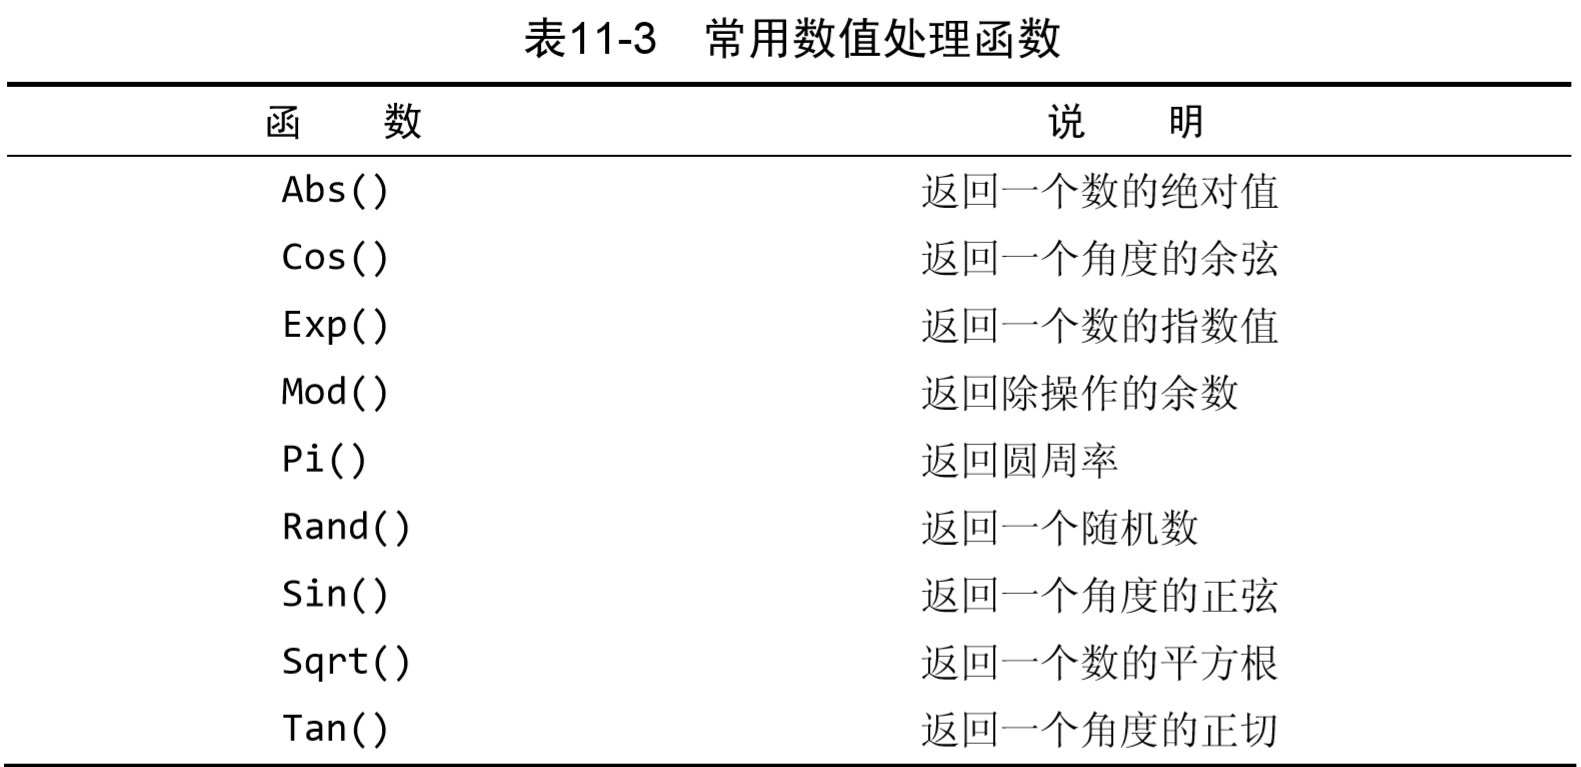 表11-3 常用数值处理函数
函 数 说 明
Abs() 返回一个数的绝对值
Cos() 返回一个角度的余弦
Exp() 返回一个数的指数值
Mod() 返回除操作的余数
Pi() 返回圆周率
Rand() 返回一个随机数
Sin() 返回一个角度的正弦
Sqrt() 返回一个数的平方根
Tan() 返回一个角度的正切